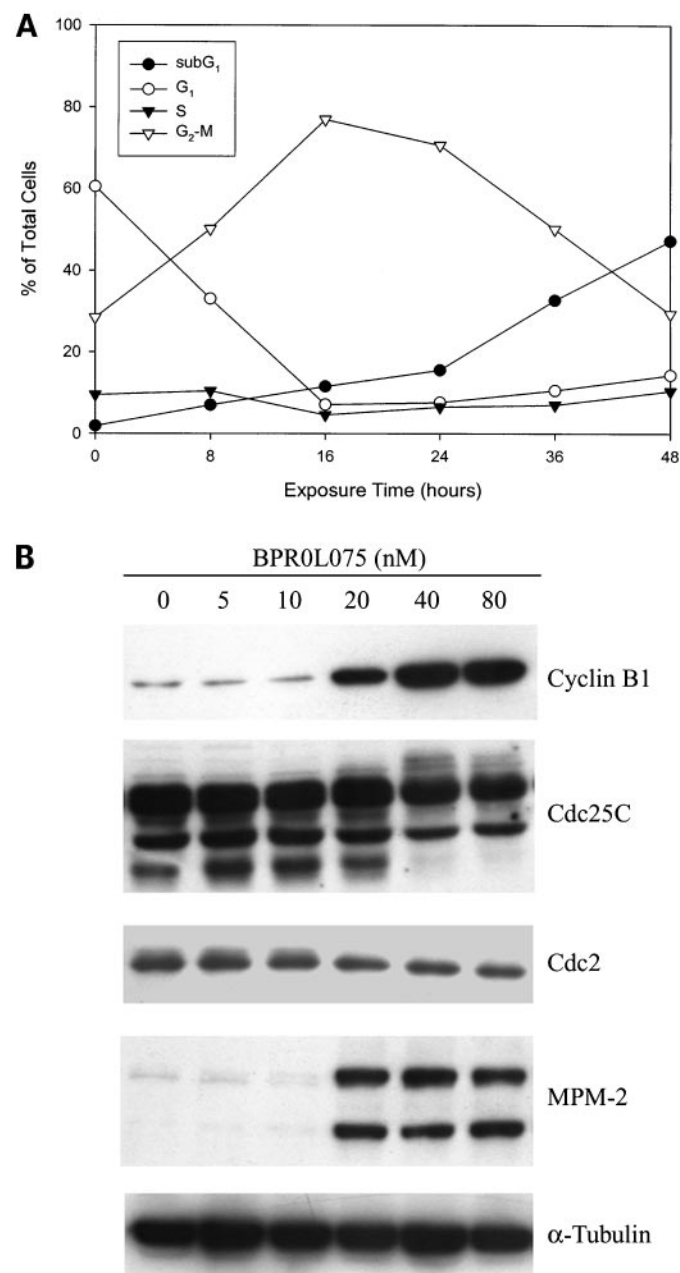 A
100
80
60
40
20
0
% of Total Cells
subG₁
G₁
S
G₂-M
0 8 16 24 36 48
Exposure Time (hours)
B
BPR0L075 (nM)
0 5 10 20 40 80
Cyclin B1
Cdc25C
Cdc2
MPM-2
α-Tubulin